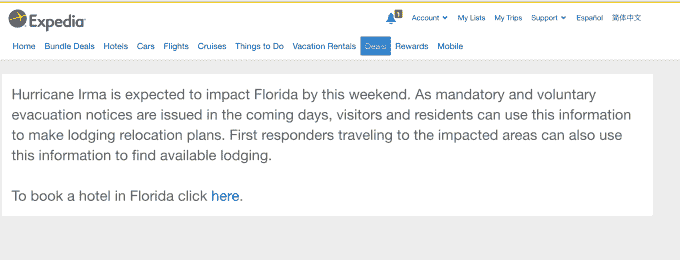 Expedia
Account My Lists My Trips Support Español 简体中文
Home Bundle Deals Hotels Cars Flights Cruises Things to Do Vacation Rentals Deals Rewards Mobile
Hurricane Irma is expected to impact Florida by this weekend. As mandatory and voluntary
evacuation notices are issued in the coming days, visitors and residents can use this information
to make lodging relocation plans. First responders traveling to the impacted areas can also use
this information to find available lodging.
To book a hotel in Florida click here.